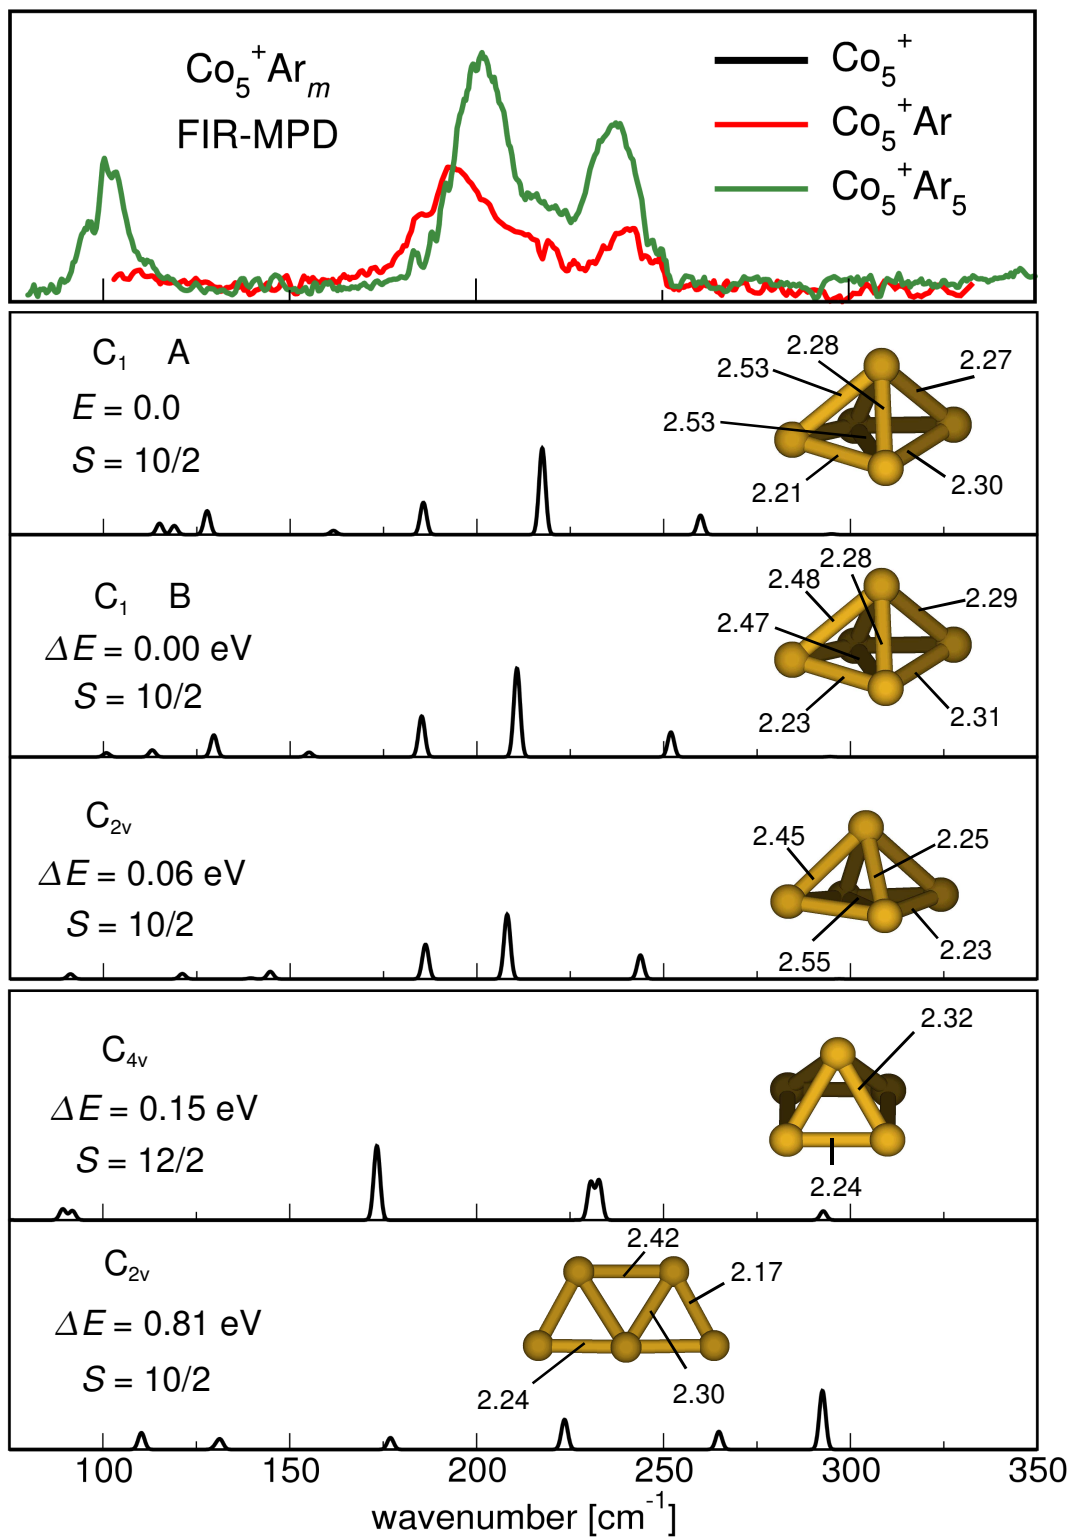 Co₅⁺Arₘ
FIR-MPD
Co₅⁺
Co₅⁺Ar
Co₅⁺Ar₅
C₁ A
E = 0.0
S = 10/2
2.28
2.53
2.27
2.53
2.21
2.30
C₁ B
ΔE = 0.00 eV
S = 10/2
2.28
2.48
2.29
2.47
2.23
2.31
C₂ᵥ
ΔE = 0.06 eV
S = 10/2
2.45
2.25
2.55
2.23
C₄ᵥ
ΔE = 0.15 eV
S = 12/2
2.32
2.24
C₂ᵥ
ΔE = 0.81 eV
S = 10/2
2.42
2.17
2.24
2.30
100 150 200 250 300 350
wavenumber [cm⁻¹]